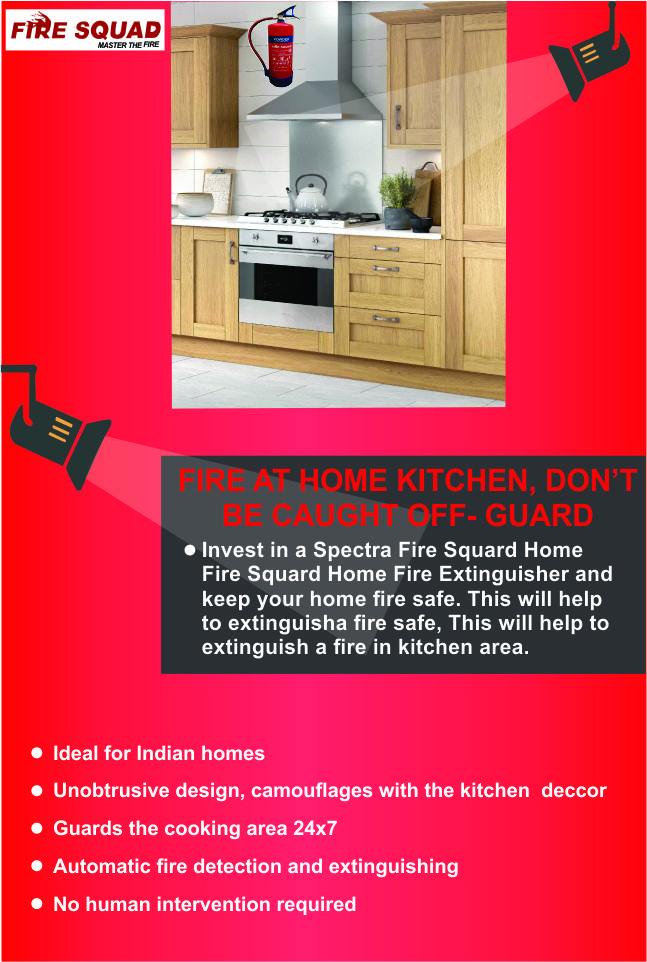 FIRE SQUAD
MASTER THE FIRE
POWDER
FIRE AT HOME KITCHEN, DON'T
BE CAUGHT OFF- GUARD
Invest in a Spectra Fire Squard Home
Fire Squard Home Fire Extinguisher and
keep your home fire safe. This will help
to extinguisha fire safe, This will help to
extinguish a fire in kitchen area.
Ideal for Indian homes
Unobtrusive design, camouflages with the kitchen deccor
Guards the cooking area 24x7
Automatic fire detection and extinguishing
No human intervention required